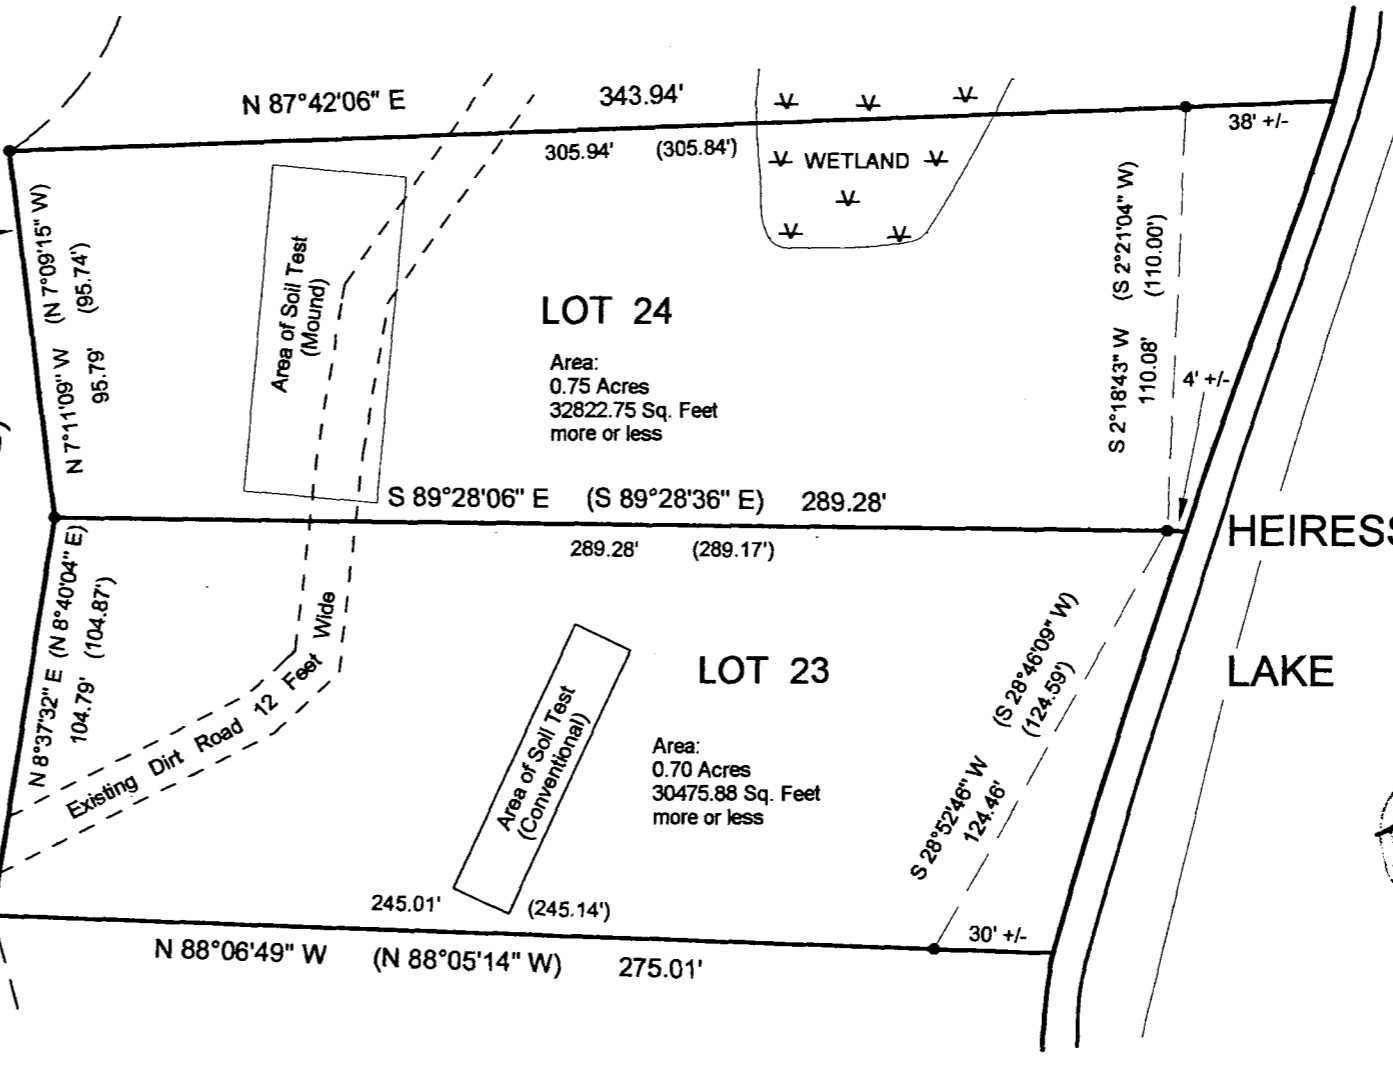 N 87°42'06" E
343.94'
38' +/-
305.94' (305.84')
WETLAND
N 7°11'09" W (N 7°09'15" W)
95.79' (95.74')
Area of Soil Test
(Mound)
LOT 24
Area:
0.75 Acres
32822.75 Sq. Feet
more or less
S 2°18'43" W (S 2°21'04" W)
110.08' (110.00')
4' +/-
S 89°28'06" E (S 89°28'36" E) 289.28'
289.28' (289.17')
HEIRESS
LAKE
N 8°37'32" E (N 8°40'04" E)
104.79' (104.87')
Existing Dirt Road 12 Feet Wide
Area of Soil Test
(Conventional)
LOT 23
Area:
0.70 Acres
30475.88 Sq. Feet
more or less
S 28°52'46" W (S 28°46'09" W)
124.46' (124.59')
245.01' (245.14')
30' +/-
N 88°06'49" W (N 88°05'14" W) 275.01'